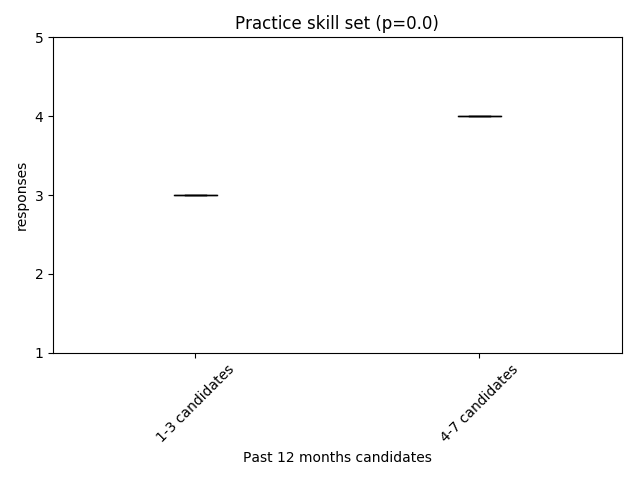 Practice skill set (p=0.0)
5
4
3
2
1
responses
1-3 candidates
4-7 candidates
Past 12 months candidates